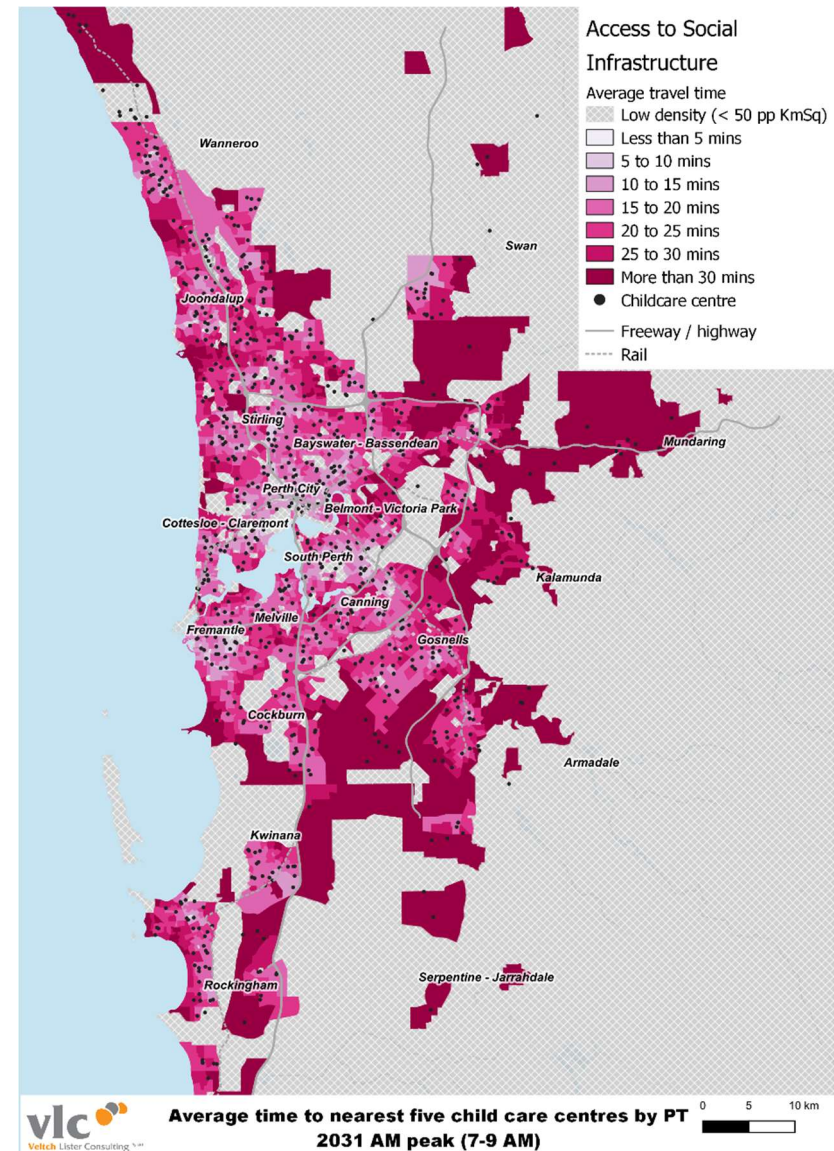 Access to Social
Infrastructure
Average travel time
Low density (< 50 pp KmSq)
Less than 5 mins
5 to 10 mins
10 to 15 mins
15 to 20 mins
20 to 25 mins
25 to 30 mins
More than 30 mins
Childcare centre
Freeway / highway
Rail
Wanneroo
Swan
Joondalup
Stirling
Bayswater - Bassendean
Mundaring
Perth City
Belmont - Victoria Park
Cottesloe - Claremont
South Perth
Kalamunda
Canning
Melville
Fremantle
Gosnells
Cockburn
Armadale
Kwinana
Serpentine - Jarrahdale
Rockingham
vlc
Veitch Lister Consulting
Average time to nearest five child care centres by PT
2031 AM peak (7-9 AM)
0 5 10 km